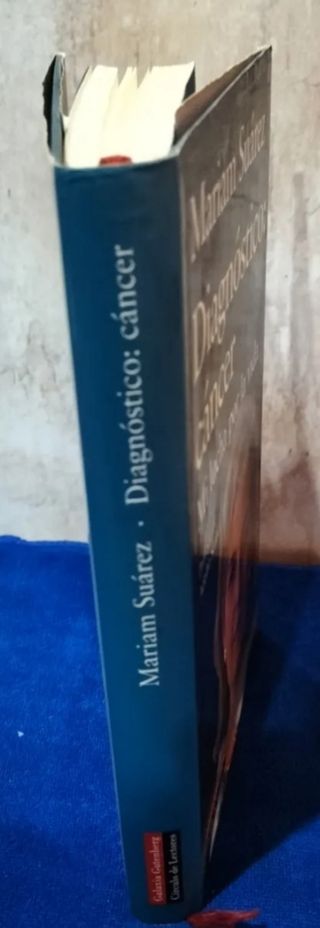 Mariam Suárez · Diagnóstico: cáncer
Galaxia Gutenberg
Círculo de Lectores
Mariam Suárez
Diagnóstico:
cáncer